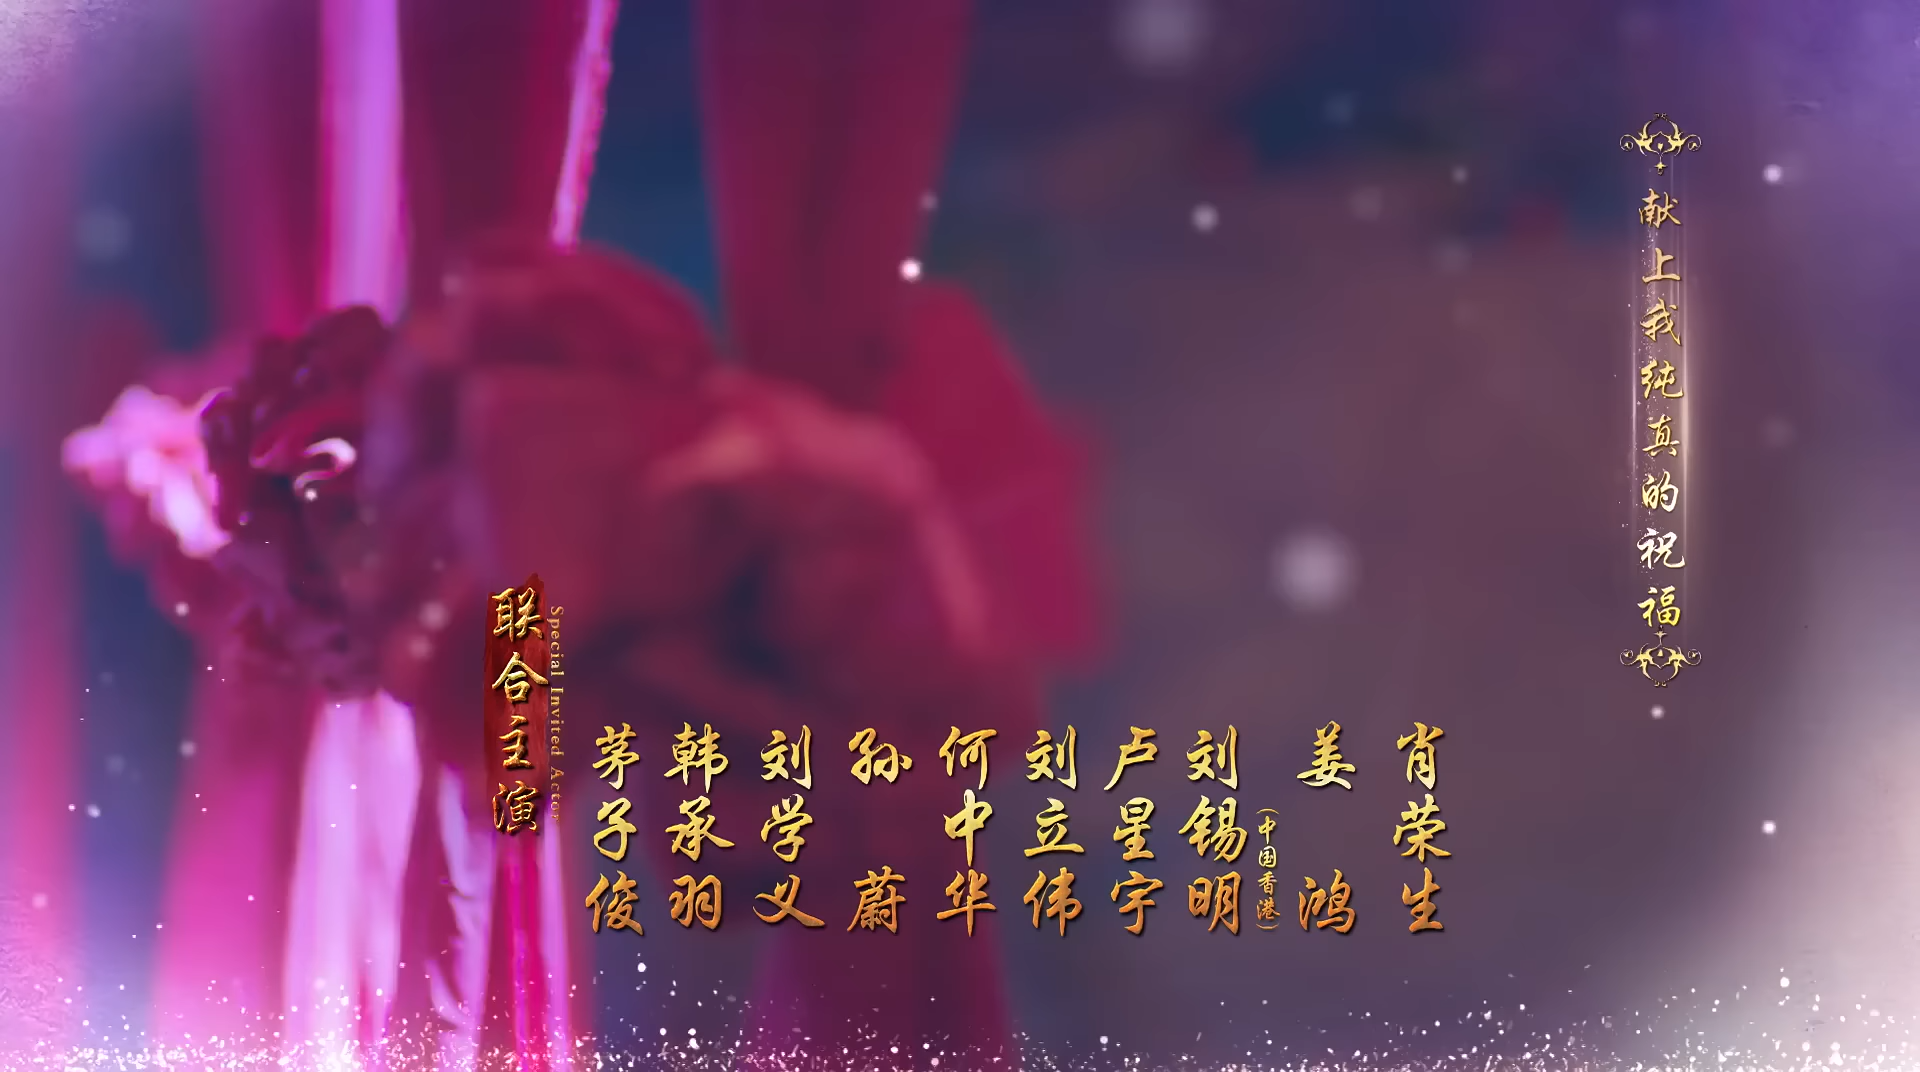 献上我纯真的祝福
联合主演
Special Invited Actor
茅子俊
韩承羽
刘学义
孙蔚
何中华
刘立伟
卢星宇
刘锡明
(中国香港)
姜鸿
肖荣生